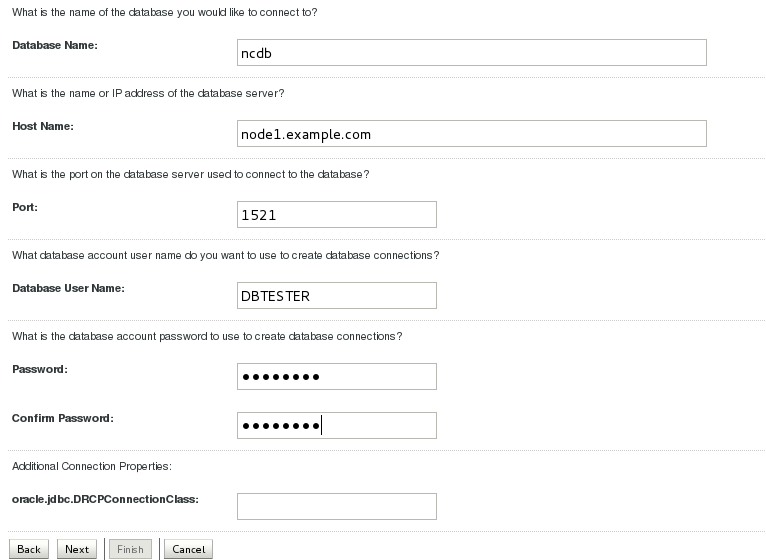 What is the name of the database you would like to connect to?
Database Name:
ncdb
What is the name or IP address of the database server?
Host Name:
node1.example.com
What is the port on the database server used to connect to the database?
Port:
1521
What database account user name do you want to use to create database connections?
Database User Name:
DBTESTER
What is the database account password to use to create database connections?
Password:
●●●●●●●●
Confirm Password:
●●●●●●●●
Additional Connection Properties:
oracle.jdbc.DRCPConnectionClass:
Back Next Finish Cancel